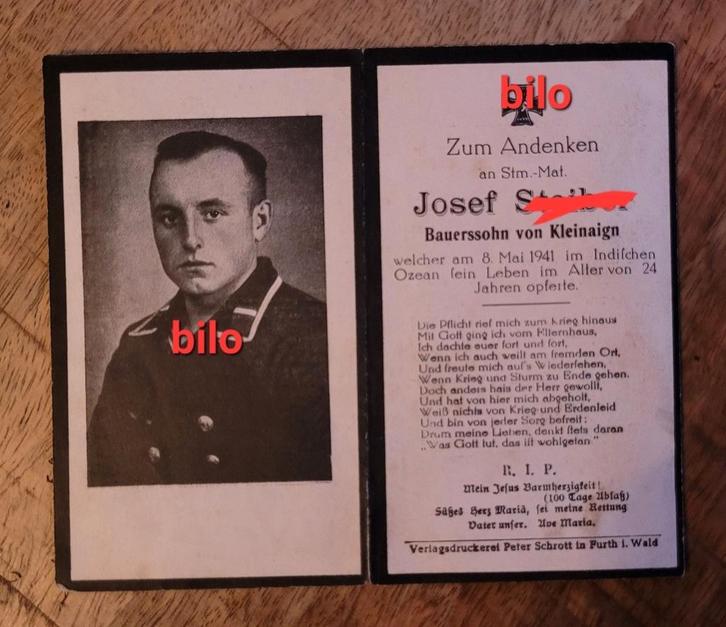 bilo
bilo
Zum Andenken
an Stm.-Mat.
Josef
Bauerssohn von Kleinaign
welcher am 8. Mai 1941 im Indiſchen
Ozean ſein Leben im Alter von 24
Jahren opferte.
Die Pflicht rief mich zum Krieg hinaus
Mit Gott ging ich vom Elternhaus,
Ich dachte euer fort und fort,
Wenn ich auch weilt am fremden Ort,
Und freute mich auf's Wiederſehen,
Wenn Krieg und Sturm zu Ende gehen.
Doch anders hats der Herr gewollt,
Und hat von hier mich abgeholt,
Weiß nichts von Krieg und Erdenleid
Und bin von jeder Sorg befreit:
Drum meine Lieben, denkt ſtets daran
„Was Gott tut, das iſt wohlgetan"
R. I. P.
Mein Jeſus Barmherzigkeit!
(100 Tage Ablaß)
Süßes Herz Mariä, ſei meine Rettung
Vater unſer. Ave Maria.
Verlagsdruckerei Peter Schrott in Furth i. Wald